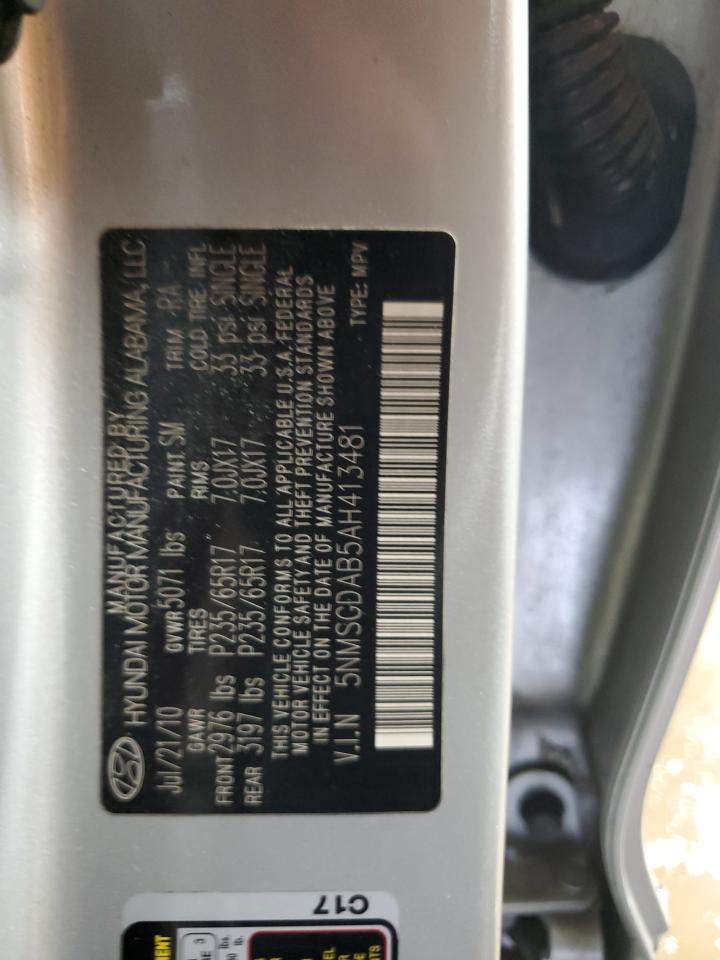 MANUFACTURED BY
HYUNDAI MOTOR MANUFACTURING ALABAMA, LLC
Jul/21/10 GVWR 5071 lbs PAINT SM TRIM RA
GAWR TIRES RIMS COLD TIRE INFL
FRONT 2976 lbs P235/65R17 7.0JX17 33 psi SINGLE
REAR 3197 lbs P235/65R17 7.0JX17 33 psi SINGLE
THIS VEHICLE CONFORMS TO ALL APPLICABLE U.S.A. FEDERAL
MOTOR VEHICLE SAFETY AND THEFT PREVENTION STANDARDS
IN EFFECT ON THE DATE OF MANUFACTURE SHOWN ABOVE
V.I.N 5NMSGDAB5AH413481 TYPE: MPV
C17